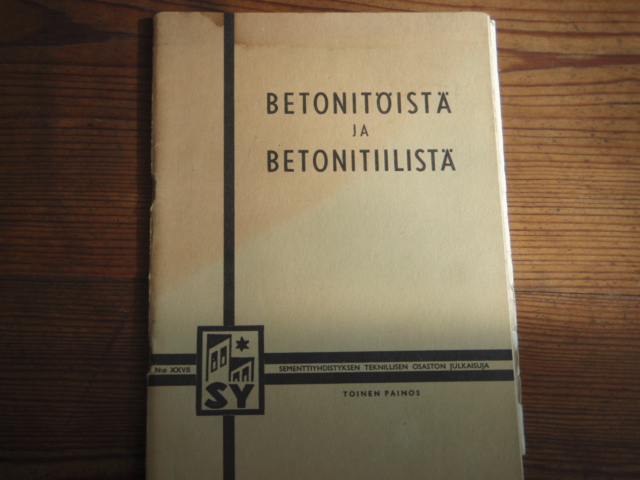 BETONITÖISTÄ
JA
BETONITIILISTÄ
N:o XXVII
SEMENTTIYHDISTYKSEN TEKNILLISEN OSASTON JULKAISUJA
SY
TOINEN PAINOS